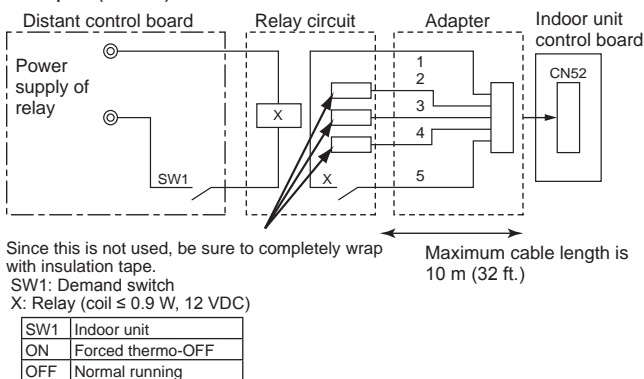 Distant control board
Relay circuit
Adapter
Indoor unit
control board
Power
supply of
relay
X
SW1
X
1
2
3
4
5
CN52
Since this is not used, be sure to completely wrap
with insulation tape.
Maximum cable length is
10 m (32 ft.)
SW1: Demand switch
X: Relay (coil ≤ 0.9 W, 12 VDC)
SW1 Indoor unit
ON Forced thermo-OFF
OFF Normal running